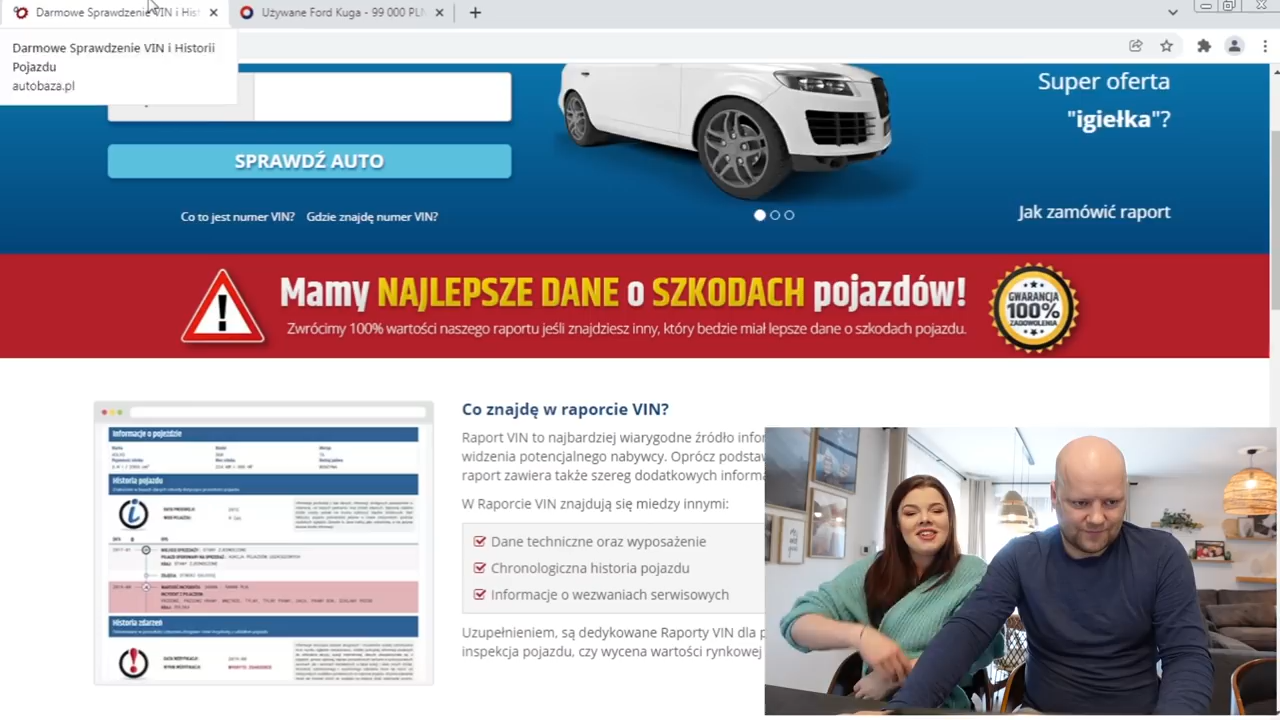 Darmowe Sprawdzenie VIN i His
Używane Ford Kuga - 99 000 PLN
Darmowe Sprawdzenie VIN i Historii
Pojazdu
autobaza.pl
Super oferta
"igiełka"?
SPRAWDŹ AUTO
Co to jest numer VIN? Gdzie znajdę numer VIN?
Jak zamówić raport
Mamy NAJLEPSZE DANE o SZKODACH pojazdów!
Zwrócimy 100% wartości naszego raportu jeśli znajdziesz inny, który bedzie miał lepsze dane o szkodach pojazdu.
GWARANCJA
100%
ZADOWOLENIA
Co znajdę w raporcie VIN?
Raport VIN to najbardziej wiarygodne źródło infor
widzenia potencjalnego nabywcy. Oprócz podstaw
raport zawiera także szereg dodatkowych informa
W Raporcie VIN znajdują się miedzy innymi:
Dane techniczne oraz wyposażenie
Chronologiczna historia pojazdu
Informacje o wezwaniach serwisowych
Uzupełnieniem, są dedykowane Raporty VIN dla p
inspekcja pojazdu, czy wycena wartości rynkowej
Informacje o pojeździe
Historia pojazdu
Historia zdarzeń